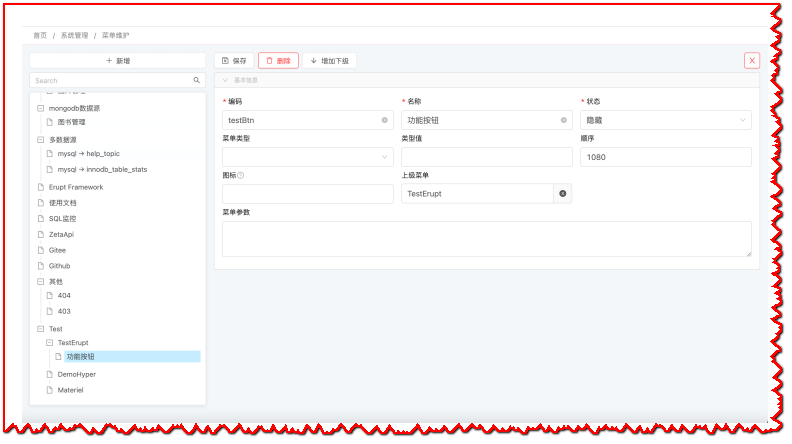 首页 / 系统管理 / 菜单维护
新增
Search
mongodb数据源
图书管理
多数据源
mysql → help_topic
mysql → innodb_table_stats
Erupt Framework
使用文档
SQL监控
ZetaApi
Gitee
Github
其他
404
403
Test
TestErupt
功能按钮
DemoHyper
Materiel
保存 删除 增加下级 X
基本信息
* 编码 * 名称 * 状态
testBtn 功能按钮 隐藏
菜单类型 类型值 顺序
1080
图标 上级菜单
TestErupt
菜单参数